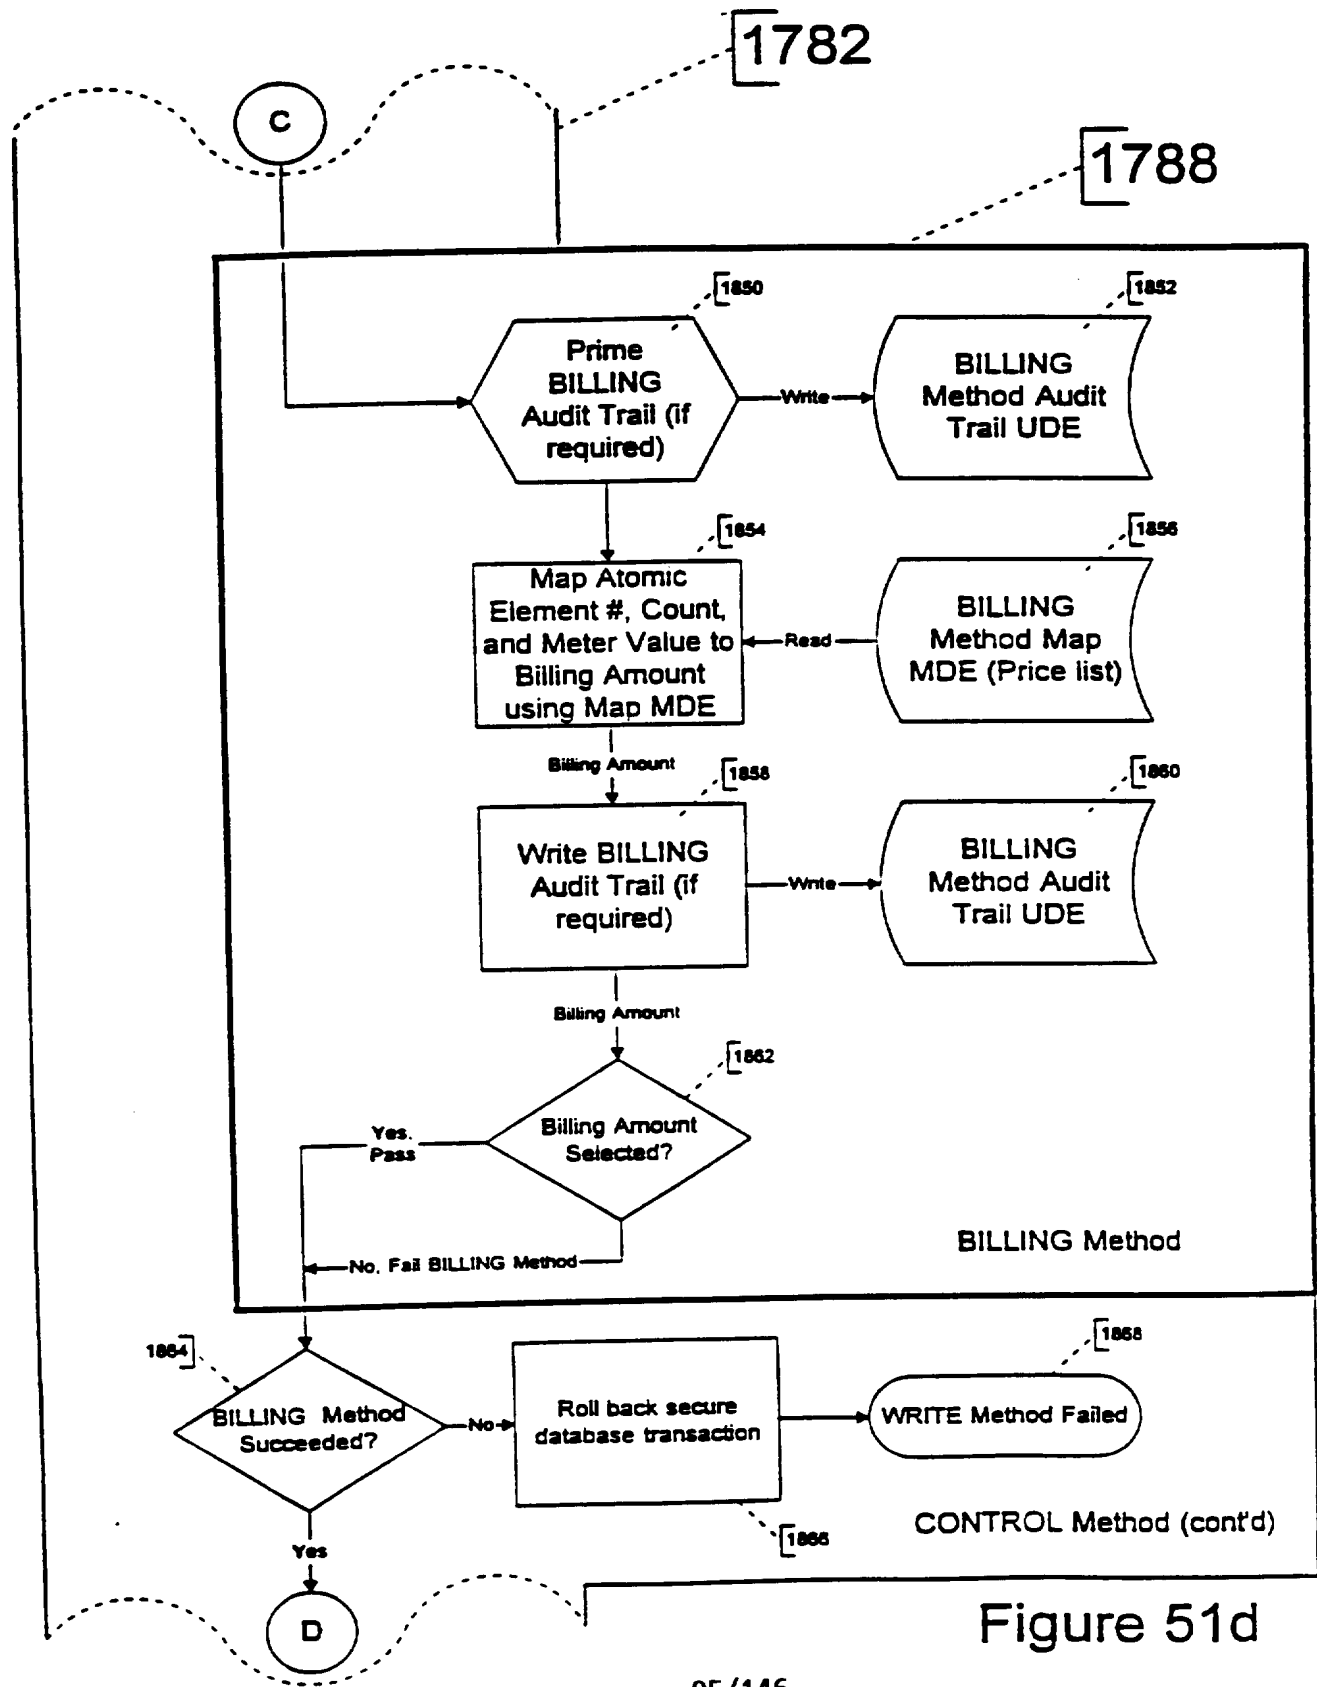 1782
1788
C
1850
1852
Prime
BILLING
Audit Trail (if
required)
Write
BILLING
Method Audit
Trail UDE
1854
1856
Map Atomic
Element #, Count,
and Meter Value to
Billing Amount
using Map MDE
Read
BILLING
Method Map
MDE (Price list)
Billing Amount
1858
1860
Write BILLING
Audit Trail (if
required)
Write
BILLING
Method Audit
Trail UDE
Billing Amount
1862
Billing Amount
Selected?
Yes.
Pass
No, Fail BILLING Method
BILLING Method
1864
1868
BILLING Method
Succeeded?
No
Roll back secure
database transaction
WRITE Method Failed
1866
CONTROL Method (cont'd)
Yes
D
Figure 51d